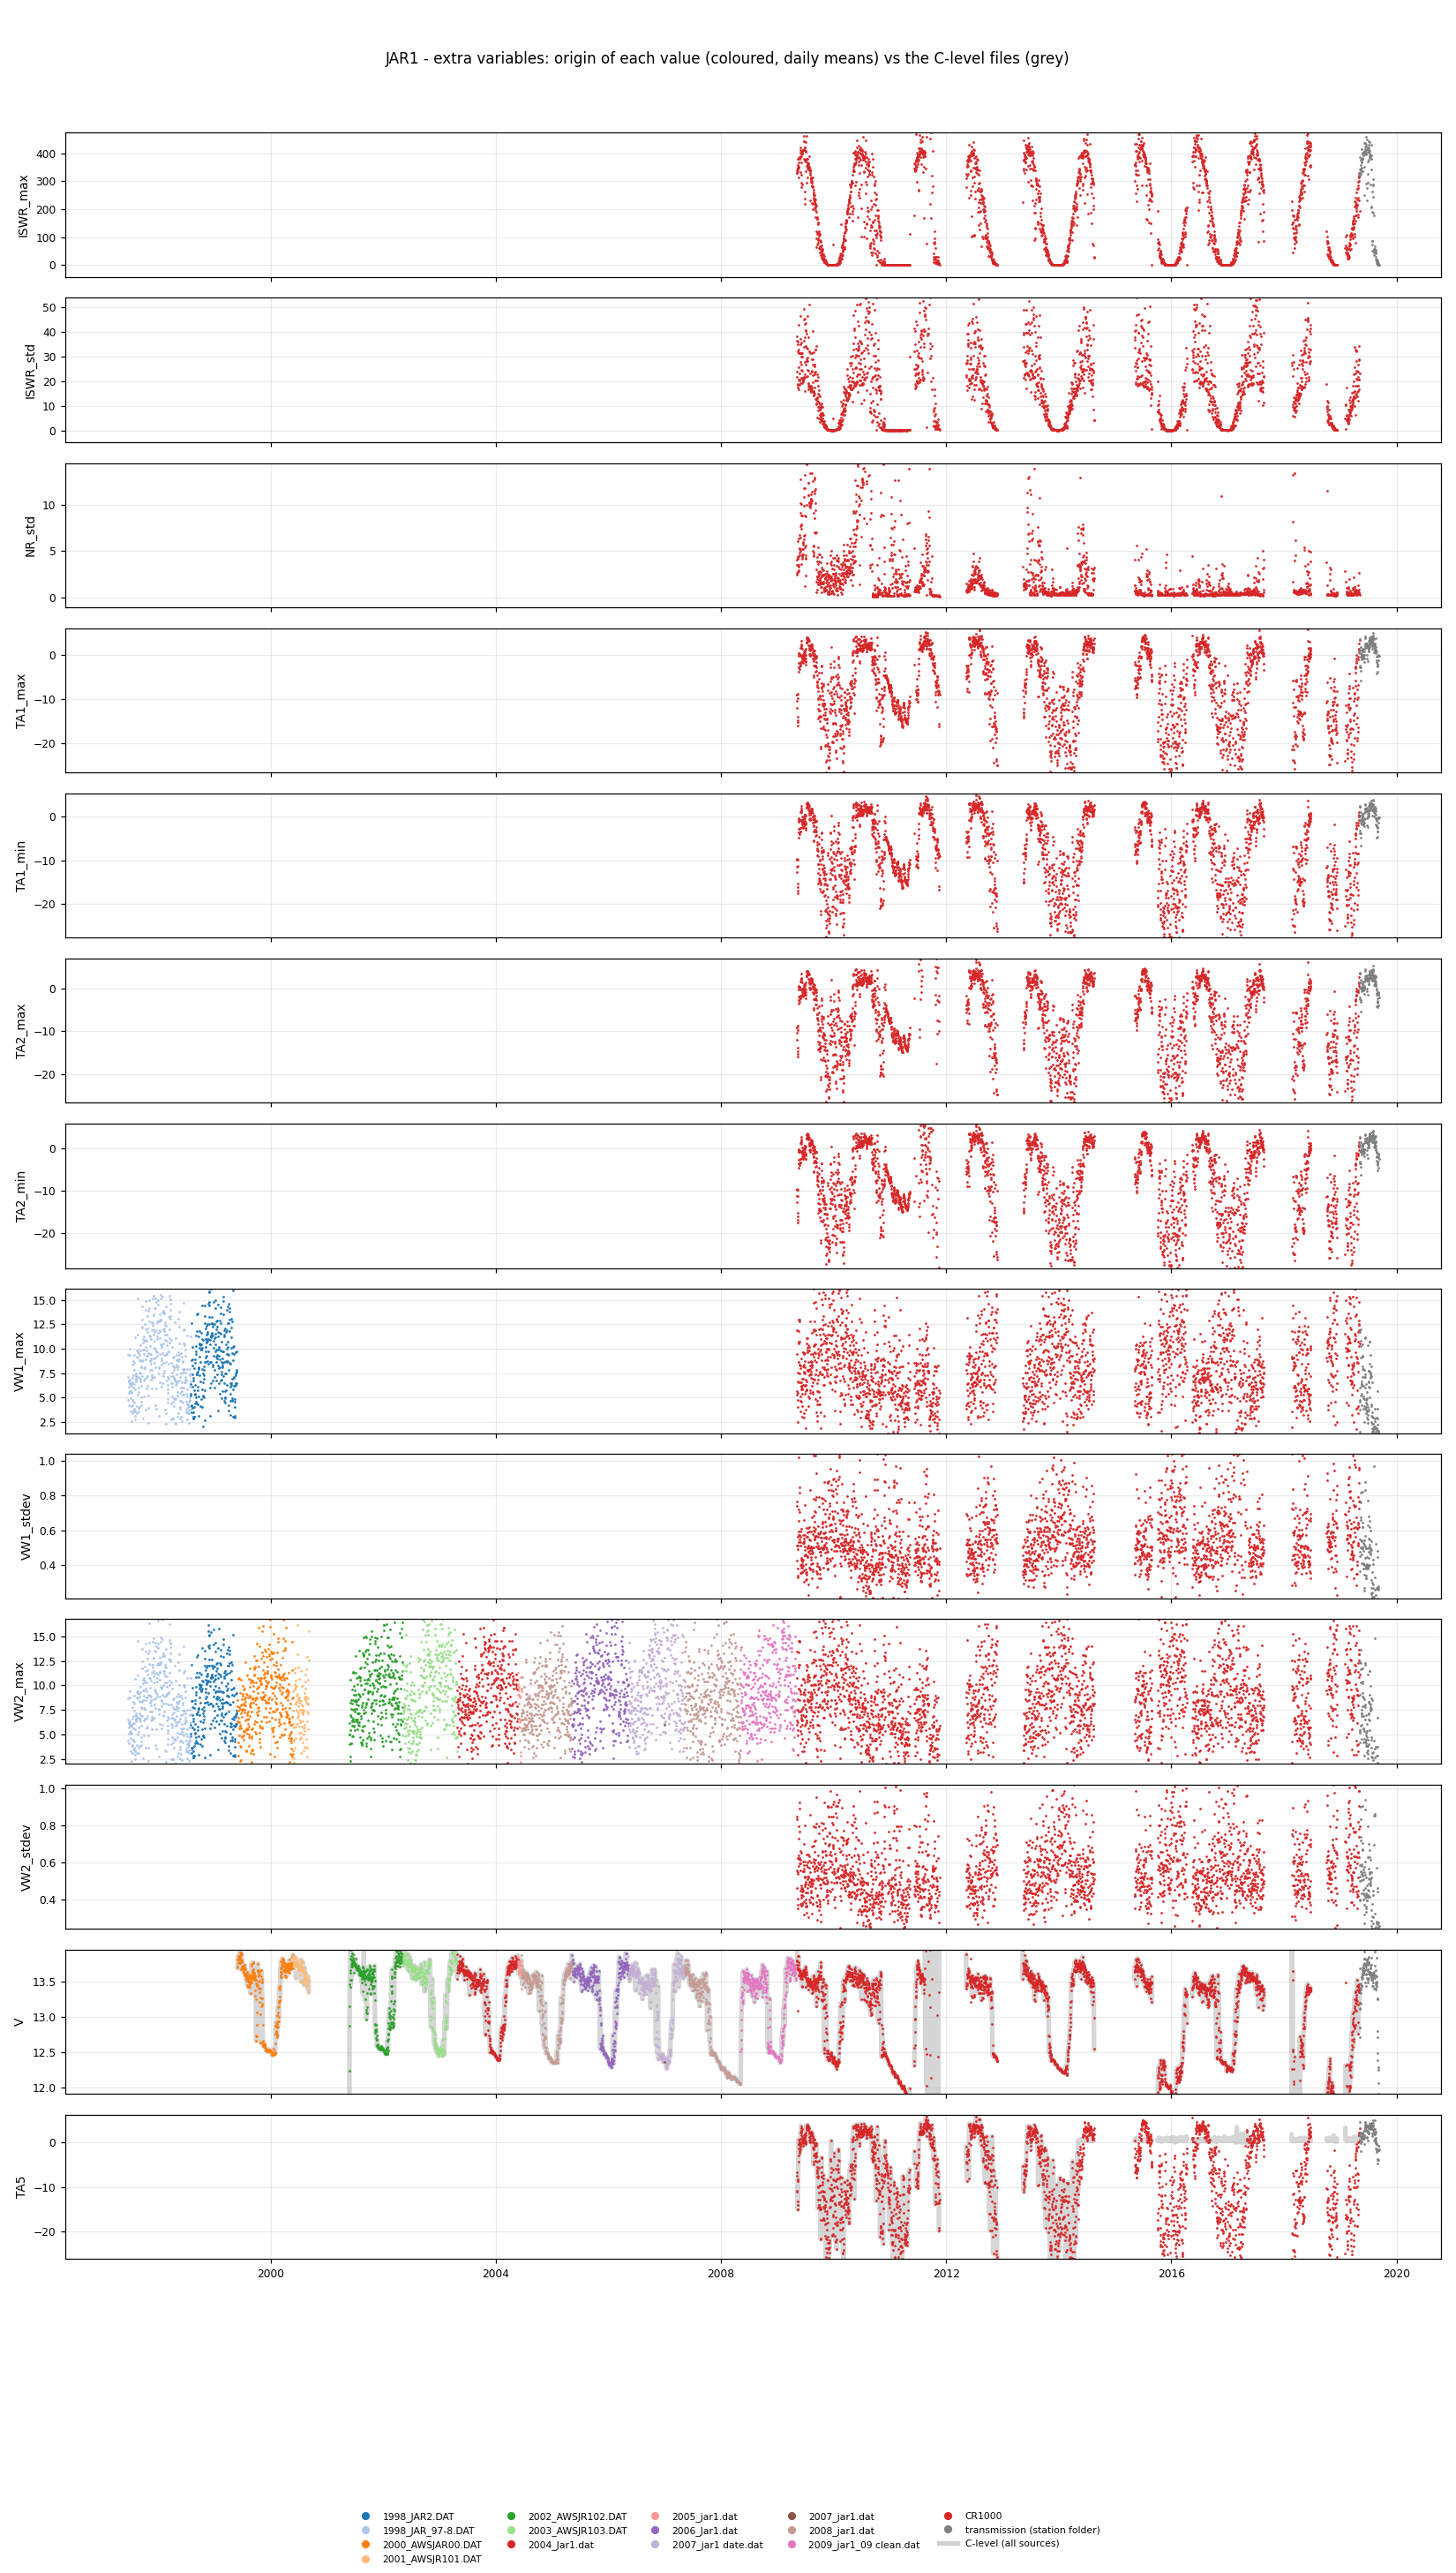 JAR1 - extra variables: origin of each value (coloured, daily means) vs the C-level files (grey)
ISWR_max
400
300
200
100
0
ISWR_std
50
40
30
20
10
0
NR_std
10
5
0
TA1_max
0
−10
−20
TA1_min
0
−10
−20
TA2_max
0
−10
−20
TA2_min
0
−10
−20
VW1_max
15.0
12.5
10.0
7.5
5.0
2.5
VW1_stdev
1.0
0.8
0.6
0.4
VW2_max
15.0
12.5
10.0
7.5
5.0
2.5
VW2_stdev
1.0
0.8
0.6
0.4
V
13.5
13.0
12.5
12.0
TA5
0
−10
−20
2000 2004 2008 2012 2016 2020
1998_JAR2.DAT
1998_JAR_97-8.DAT
2000_AWSJAR00.DAT
2001_AWSJR101.DAT
2002_AWSJR102.DAT
2003_AWSJR103.DAT
2004_Jar1.dat
2005_jar1.dat
2006_Jar1.dat
2007_jar1 date.dat
2007_jar1.dat
2008_jar1.dat
2009_jar1_09 clean.dat
CR1000
transmission (station folder)
C-level (all sources)